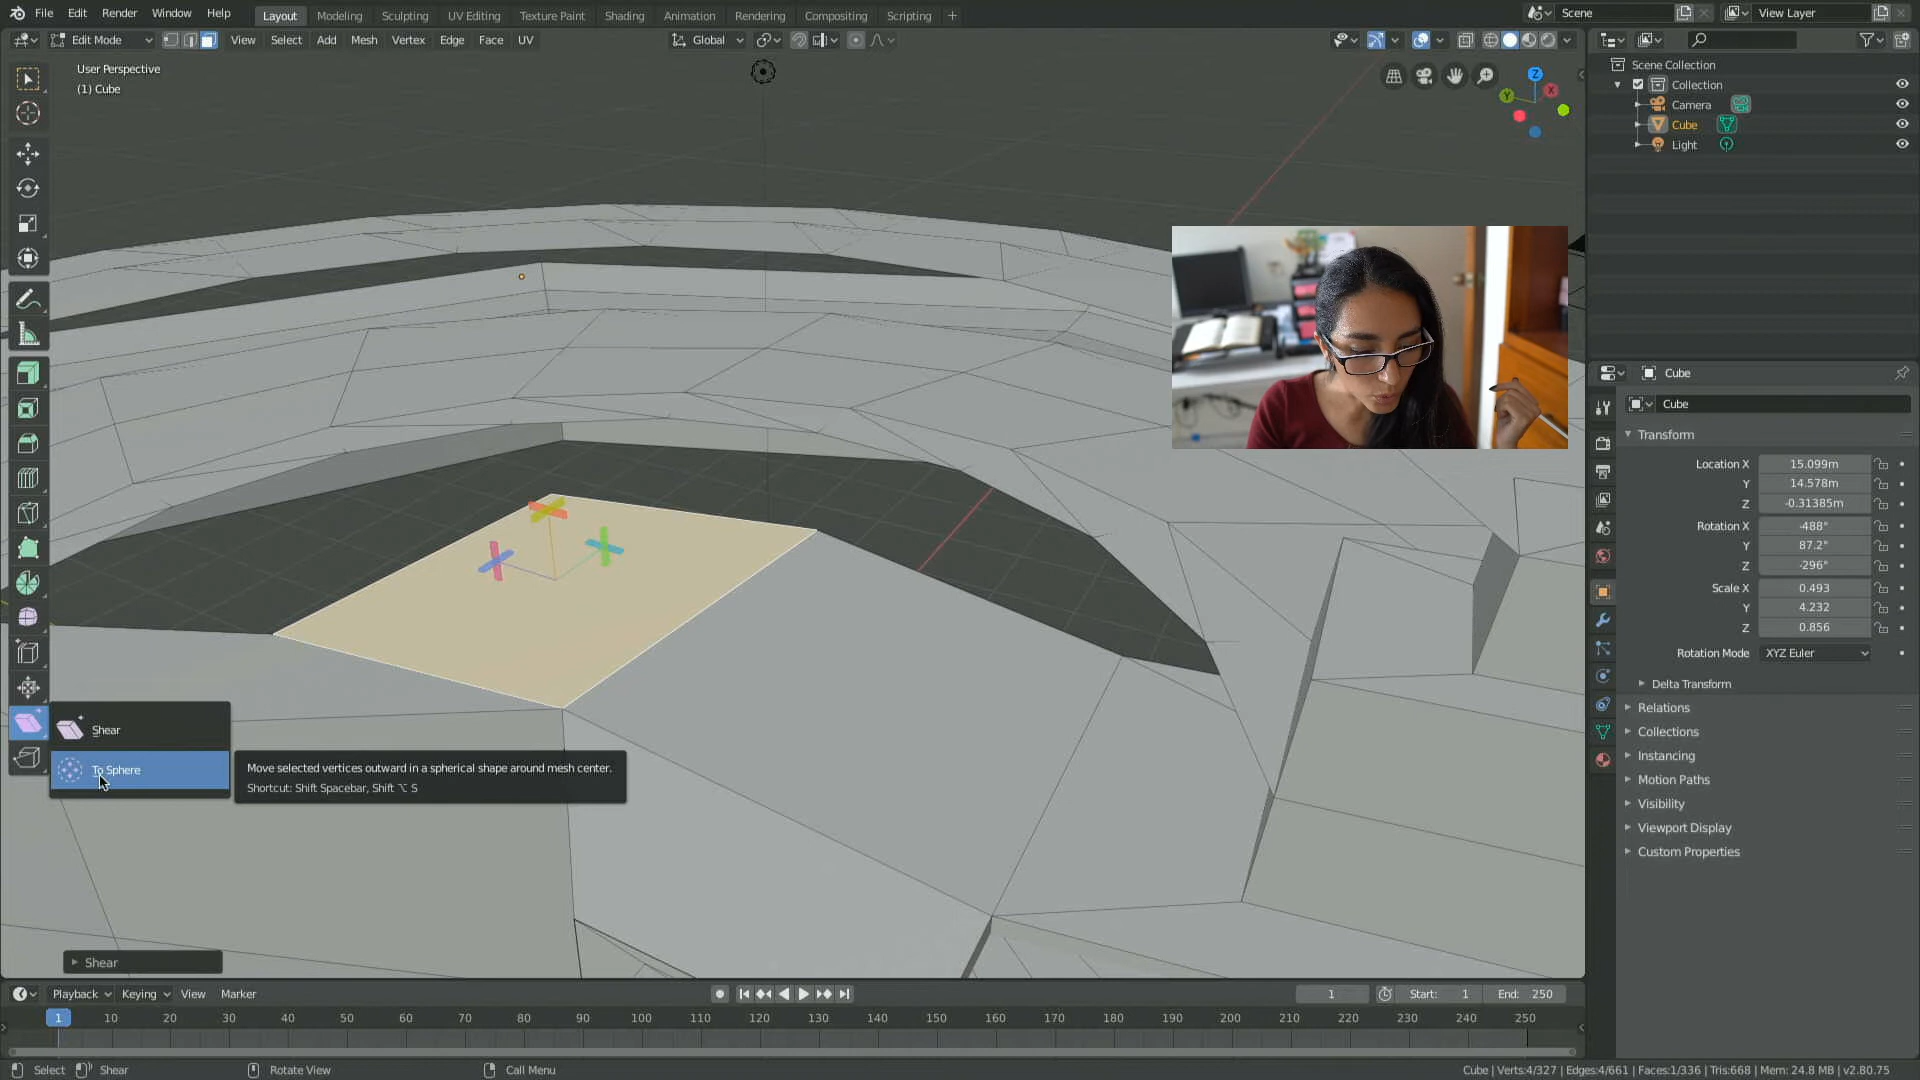 File Edit Render Window Help
Layout Modeling Sculpting UV Editing Texture Paint Shading Animation Rendering Compositing Scripting +
Scene
View Layer
Edit Mode
View Select Add Mesh Vertex Edge Face UV
Global
User Perspective
(1) Cube
Z
X
Y
Scene Collection
Collection
Camera
Cube
Light
Cube
Cube
Transform
Location X 15.099m
Y 14.578m
Z -0.31385m
Rotation X -488°
Y 87.2°
Z -296°
Scale X 0.493
Y 4.232
Z 0.856
Rotation Mode XYZ Euler
Delta Transform
Relations
Collections
Instancing
Motion Paths
Visibility
Viewport Display
Custom Properties
Shear
To Sphere
Move selected vertices outward in a spherical shape around mesh center.
Shortcut: Shift Spacebar, Shift ⌥ S
Shear
Playback Keying View Marker
1
Start: 1
End: 250
1 10 20 30 40 50 60 70 80 90 100 110 120 130 140 150 160 170 180 190 200 210 220 230 240 250
Select Shear Rotate View Call Menu
Cube | Verts:4/327 | Edges:4/661 | Faces:1/336 | Tris:668 | Mem: 24.8 MB | v2.80.75